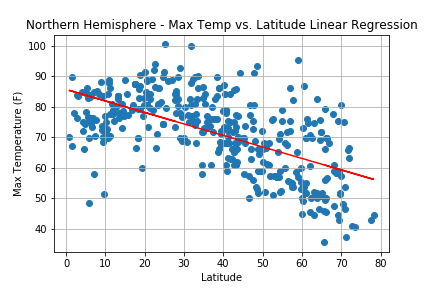 Northern Hemisphere - Max Temp vs. Latitude Linear Regression
100
90
80
70
60
50
40
Max Temperature (F)
0 10 20 30 40 50 60 70 80
Latitude